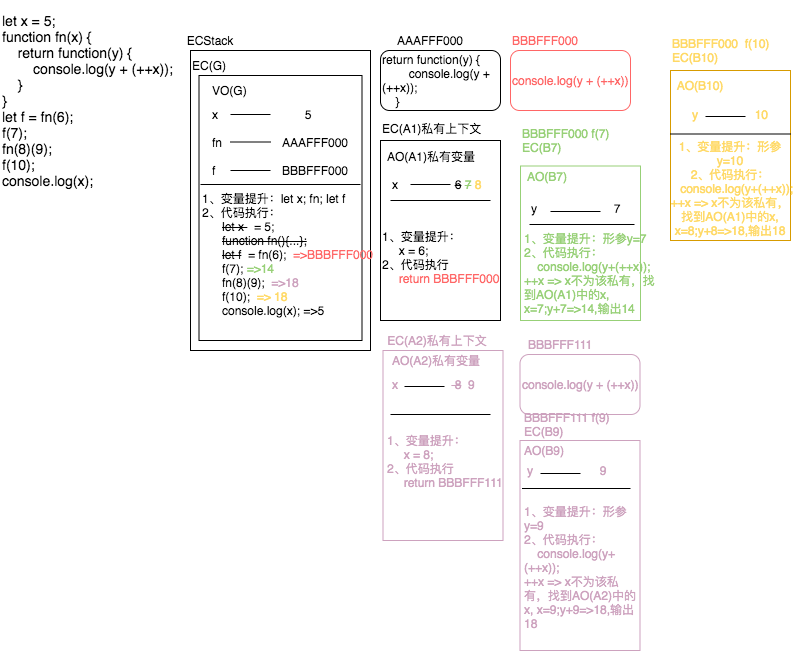 let x = 5;
function fn(x) {
return function(y) {
console.log(y + (++x));
}
}
let f = fn(6);
f(7);
fn(8)(9);
f(10);
console.log(x);
ECStack
EC(G)
VO(G)
x 5
fn AAAFFF000
f BBBFFF000
1、变量提升：let x; fn; let f
2、代码执行：
let x = 5;
function fn(){...};
let f = fn(6); =>BBBFFF000
f(7); =>14
fn(8)(9); =>18
f(10); => 18
console.log(x); =>5
AAAFFF000
return function(y) {
console.log(y +
(++x));
}
EC(A1)私有上下文
AO(A1)私有变量
x 6 7 8
1、变量提升：
x = 6;
2、代码执行
return BBBFFF000
EC(A2)私有上下文
AO(A2)私有变量
x 8 9
1、变量提升：
x = 8;
2、代码执行
return BBBFFF111
BBBFFF000
console.log(y + (++x))
BBBFFF000 f(7)
EC(B7)
AO(B7)
y 7
1、变量提升：形参y=7
2、代码执行：
console.log(y+(++x));
++x => x不为该私有，找
到AO(A1)中的x,
x=7;y+7=>14,输出14
BBBFFF111
console.log(y + (++x))
BBBFFF111 f(9)
EC(B9)
AO(B9)
y 9
1、变量提升：形参
y=9
2、代码执行：
console.log(y+
(++x));
++x => x不为该私
有，找到AO(A2)中的
x, x=9;y+9=>18,输出
18
BBBFFF000 f(10)
EC(B10)
AO(B10)
y 10
1、变量提升：形参
y=10
2、代码执行：
console.log(y+(++x));
++x => x不为该私有，
找到AO(A1)中的x,
x=8;y+8=>18,输出18